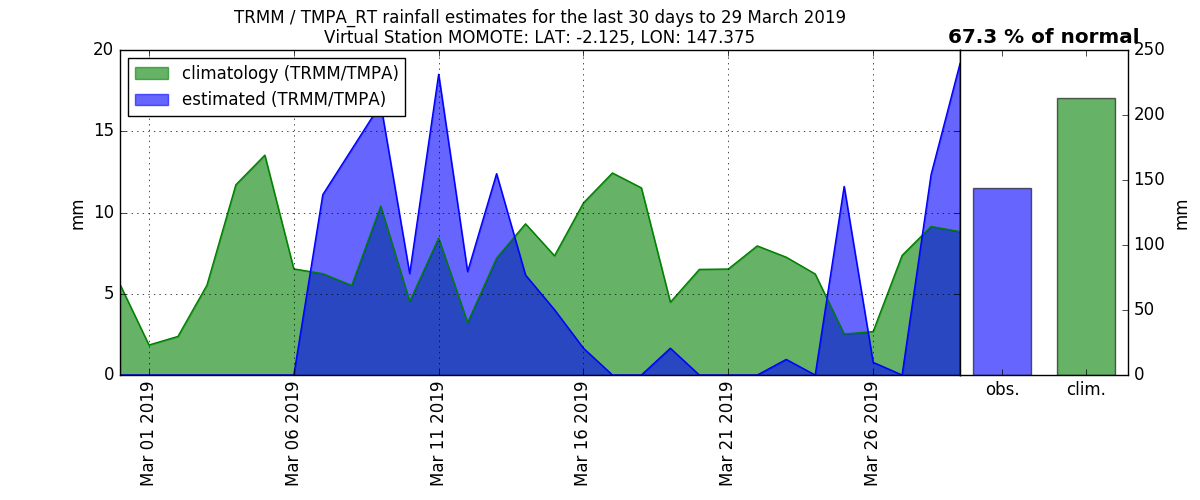 TRMM / TMPA_RT rainfall estimates for the last 30 days to 29 March 2019
Virtual Station MOMOTE: LAT: -2.125, LON: 147.375
67.3 % of normal
climatology (TRMM/TMPA)
estimated (TRMM/TMPA)
20
15
10
5
0
mm
Mar 01 2019
Mar 06 2019
Mar 11 2019
Mar 16 2019
Mar 21 2019
Mar 26 2019
obs.
clim.
250
200
150
100
50
0
mm